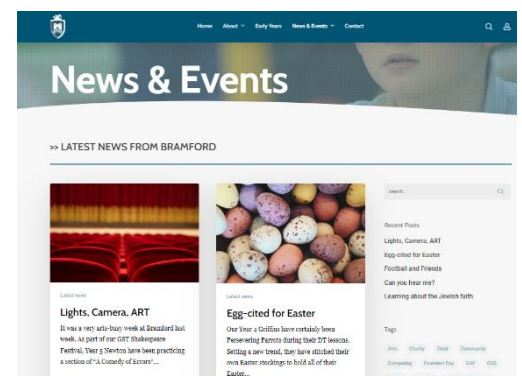 Home About Early Years News & Events Contact
News & Events
>> LATEST NEWS FROM BRAMFORD
Search...
Recent Posts
Lights, Camera, ART
Egg-cited for Easter
Football and Friends
Can you hear me?
Learning about the Jewish faith
Tags
Arts Charity Choir Community
Computing Founders Day
Latest news
Lights, Camera, ART
It was a very arts-busy week at Bramford last
week. As part of our GST Shakespeare
Festival, Year 5 Newton have been practicing
a section of “A Comedy of Errors”...
Latest news
Egg-cited for Easter
Our Year 2 Griffins have certainly been
Persevering Parrots during their DT lessons.
Setting a new trend, they have stitched their
own Easter stockings to hold all of their
Easter...